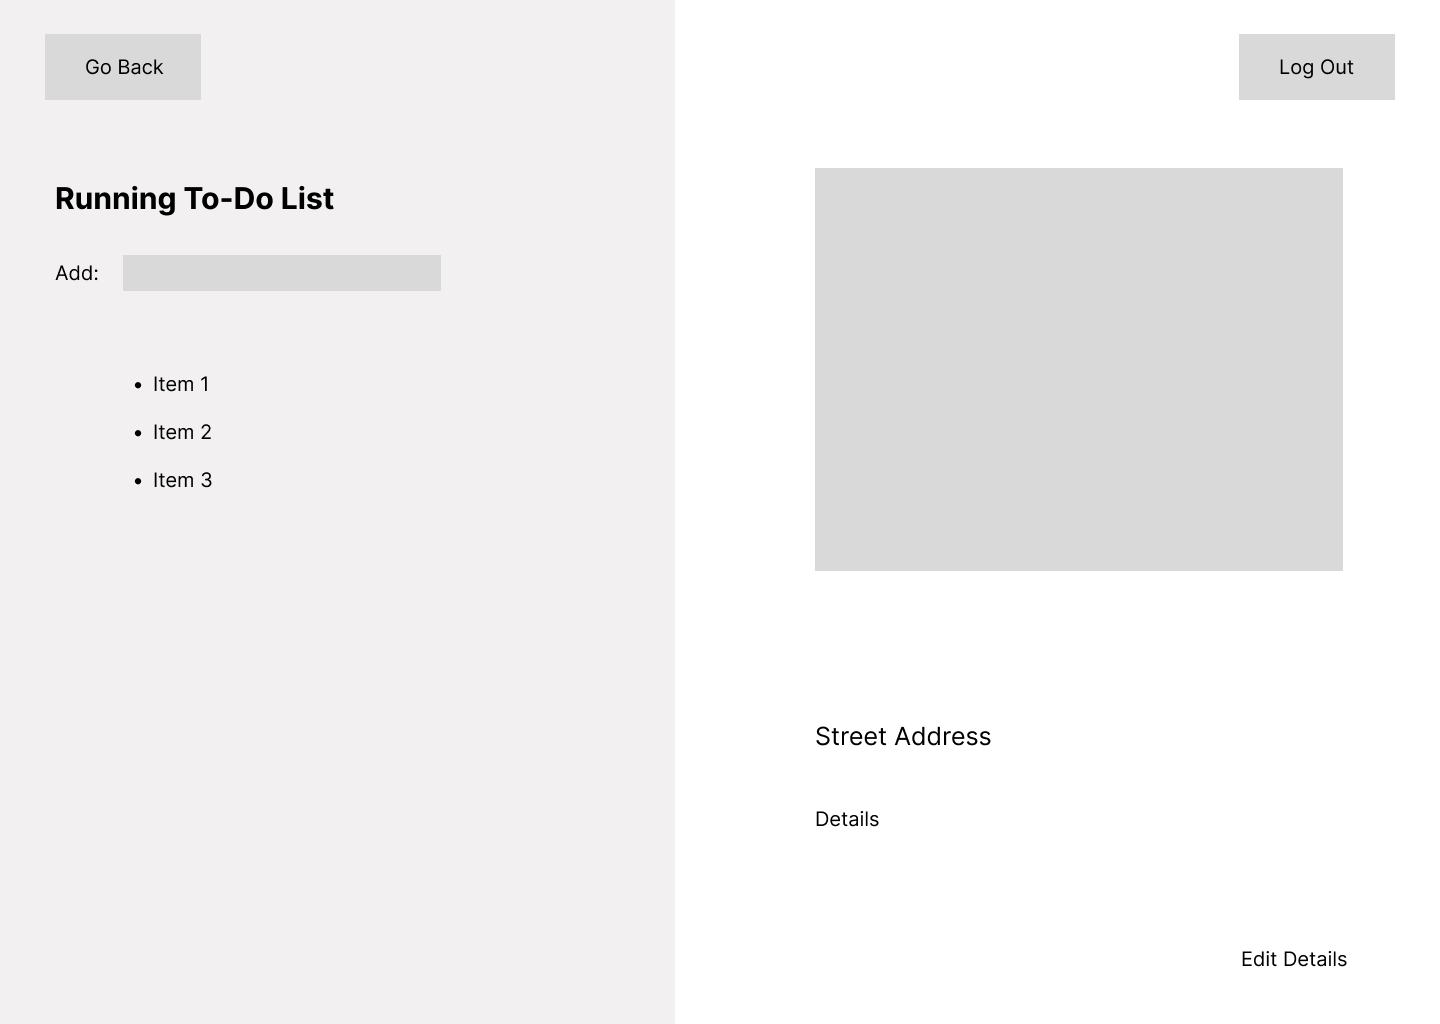 Go Back
Log Out
Running To-Do List
Add:
• Item 1
• Item 2
• Item 3
Street Address
Details
Edit Details